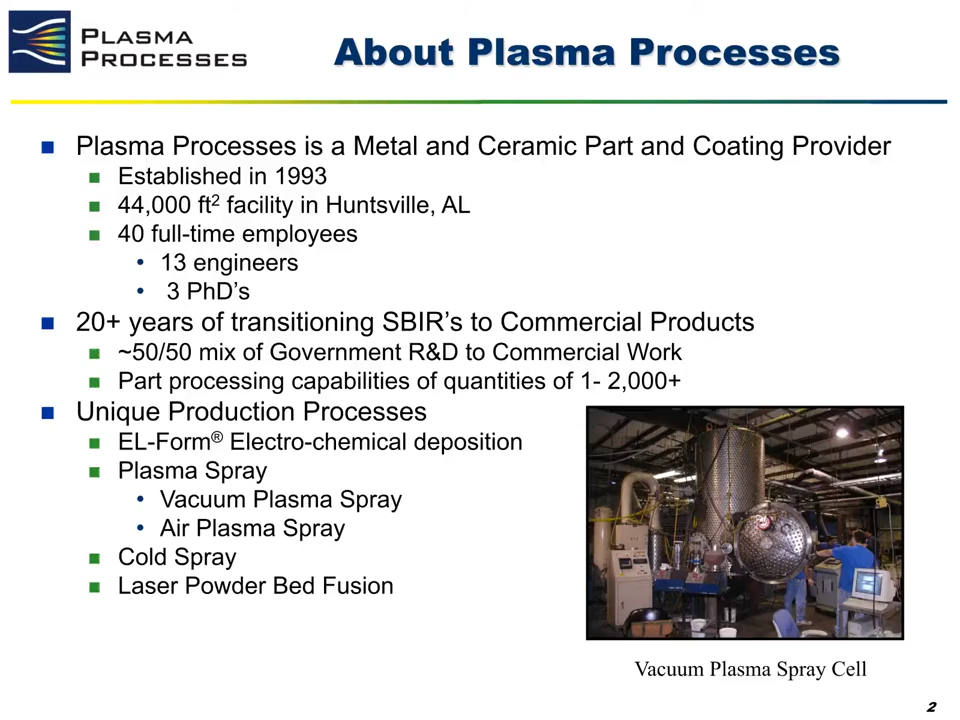 PLASMA
PROCESSES
About Plasma Processes
Plasma Processes is a Metal and Ceramic Part and Coating Provider
Established in 1993
44,000 ft² facility in Huntsville, AL
40 full-time employees
13 engineers
3 PhD’s
20+ years of transitioning SBIR’s to Commercial Products
~50/50 mix of Government R&D to Commercial Work
Part processing capabilities of quantities of 1- 2,000+
Unique Production Processes
EL-Form® Electro-chemical deposition
Plasma Spray
Vacuum Plasma Spray
Air Plasma Spray
Cold Spray
Laser Powder Bed Fusion
Vacuum Plasma Spray Cell
2